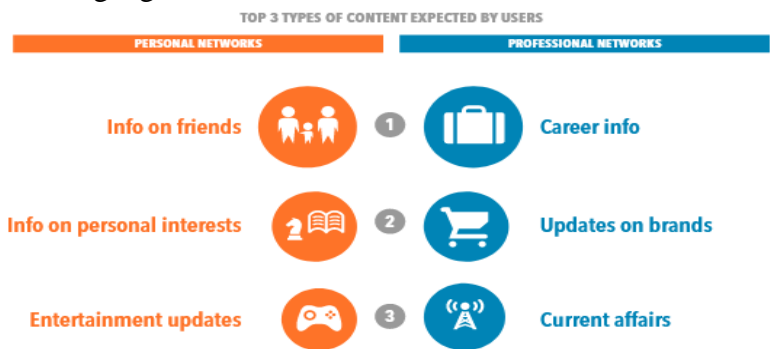 TOP 3 TYPES OF CONTENT EXPECTED BY USERS
PERSONAL NETWORKS
PROFESSIONAL NETWORKS
Info on friends
1
Career info
Info on personal interests
2
Updates on brands
Entertainment updates
3
Current affairs